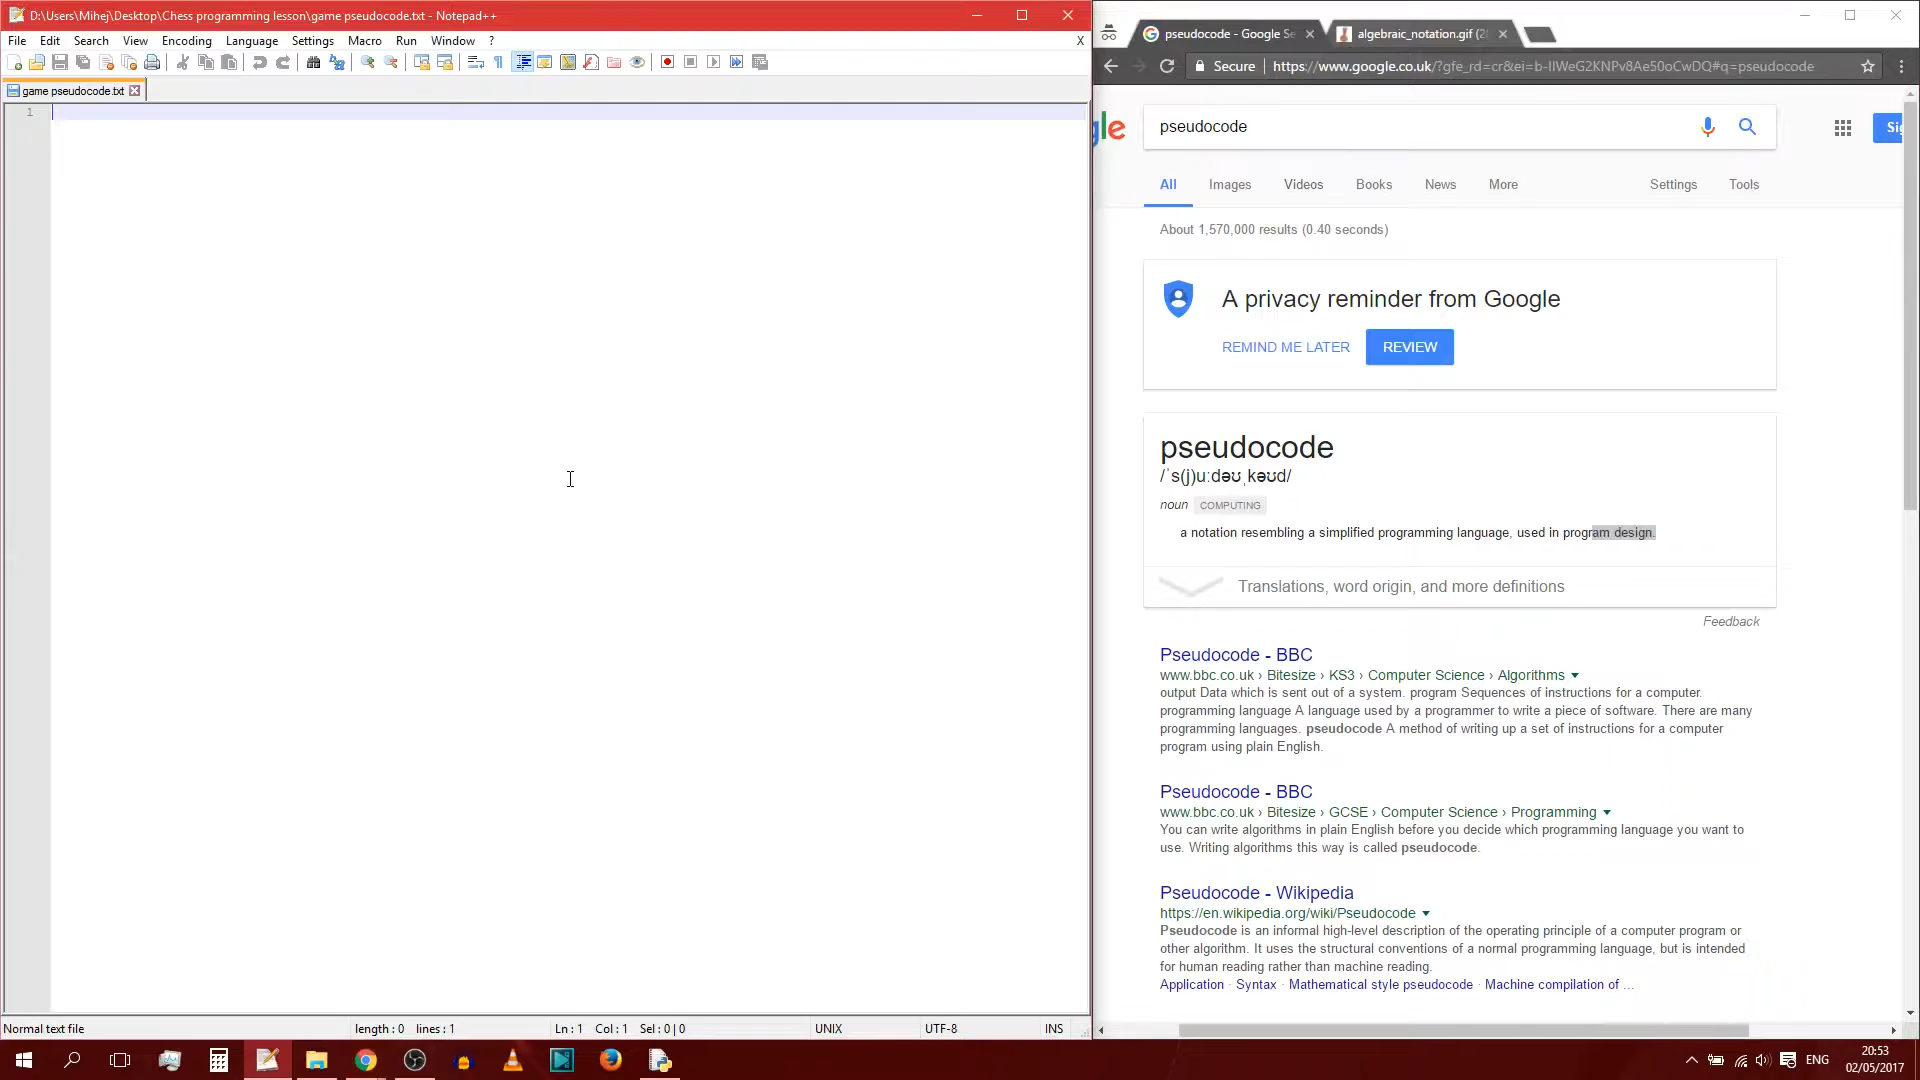 D:\Users\Mihej\Desktop\Chess programming lesson\game pseudocode.txt - Notepad++
File Edit Search View Encoding Language Settings Macro Run Window ?
X
game pseudocode.txt
1
Normal text file length : 0 lines : 1 Ln : 1 Col : 1 Sel : 0 | 0 UNIX UTF-8 INS
pseudocode - Google Se
algebraic_notation.gif (2
Secure https://www.google.co.uk/?gfe_rd=cr&ei=b-IIWeG2KNPv8Ae50oCwDQ#q=pseudocode
gle
pseudocode
Sig
All Images Videos Books News More Settings Tools
About 1,570,000 results (0.40 seconds)
A privacy reminder from Google
REMIND ME LATER REVIEW
pseudocode
/ˈs(j)uːdəʊˌkəʊd/
noun COMPUTING
a notation resembling a simplified programming language, used in program design.
Translations, word origin, and more definitions
Feedback
Pseudocode - BBC
www.bbc.co.uk › Bitesize › KS3 › Computer Science › Algorithms
output Data which is sent out of a system. program Sequences of instructions for a computer.
programming language A language used by a programmer to write a piece of software. There are many
programming languages. pseudocode A method of writing up a set of instructions for a computer
program using plain English.
Pseudocode - BBC
www.bbc.co.uk › Bitesize › GCSE › Computer Science › Programming
You can write algorithms in plain English before you decide which programming language you want to
use. Writing algorithms this way is called pseudocode.
Pseudocode - Wikipedia
https://en.wikipedia.org/wiki/Pseudocode
Pseudocode is an informal high-level description of the operating principle of a computer program or
other algorithm. It uses the structural conventions of a normal programming language, but is intended
for human reading rather than machine reading.
Application · Syntax · Mathematical style pseudocode · Machine compilation of ...
ENG
20:53
02/05/2017